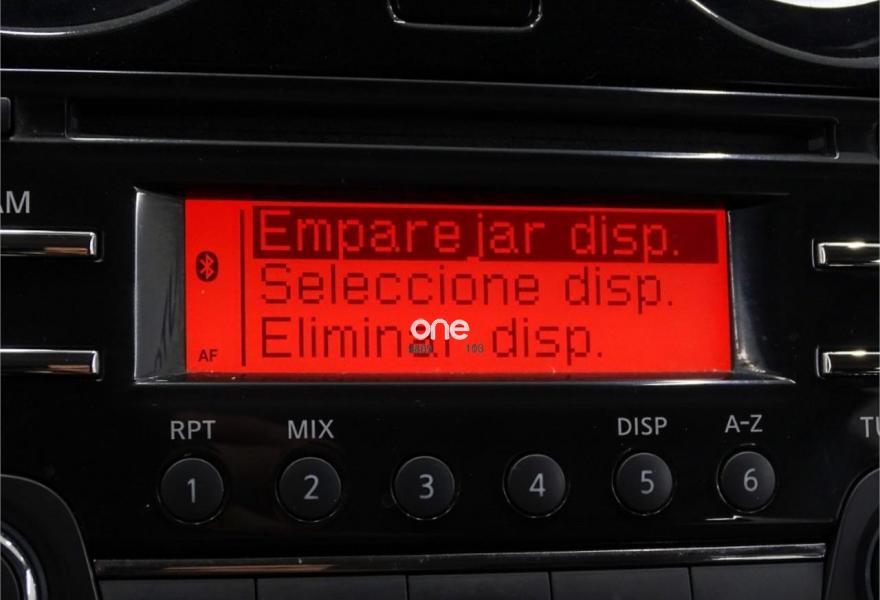 AM
Emparejar disp.
Seleccione disp.
one
Eliminar disp.
AF
RPT MIX DISP A-Z
1 2 3 4 5 6